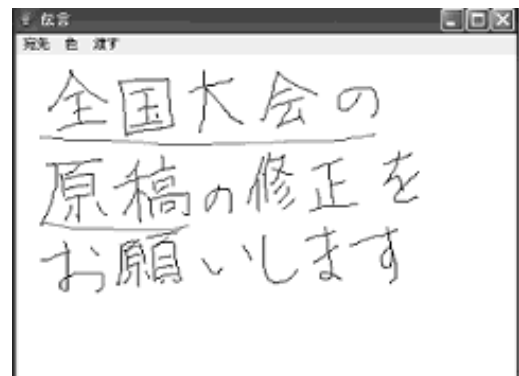 伝言
宛先 色 渡す
全国大会の
原稿の修正を
お願いします